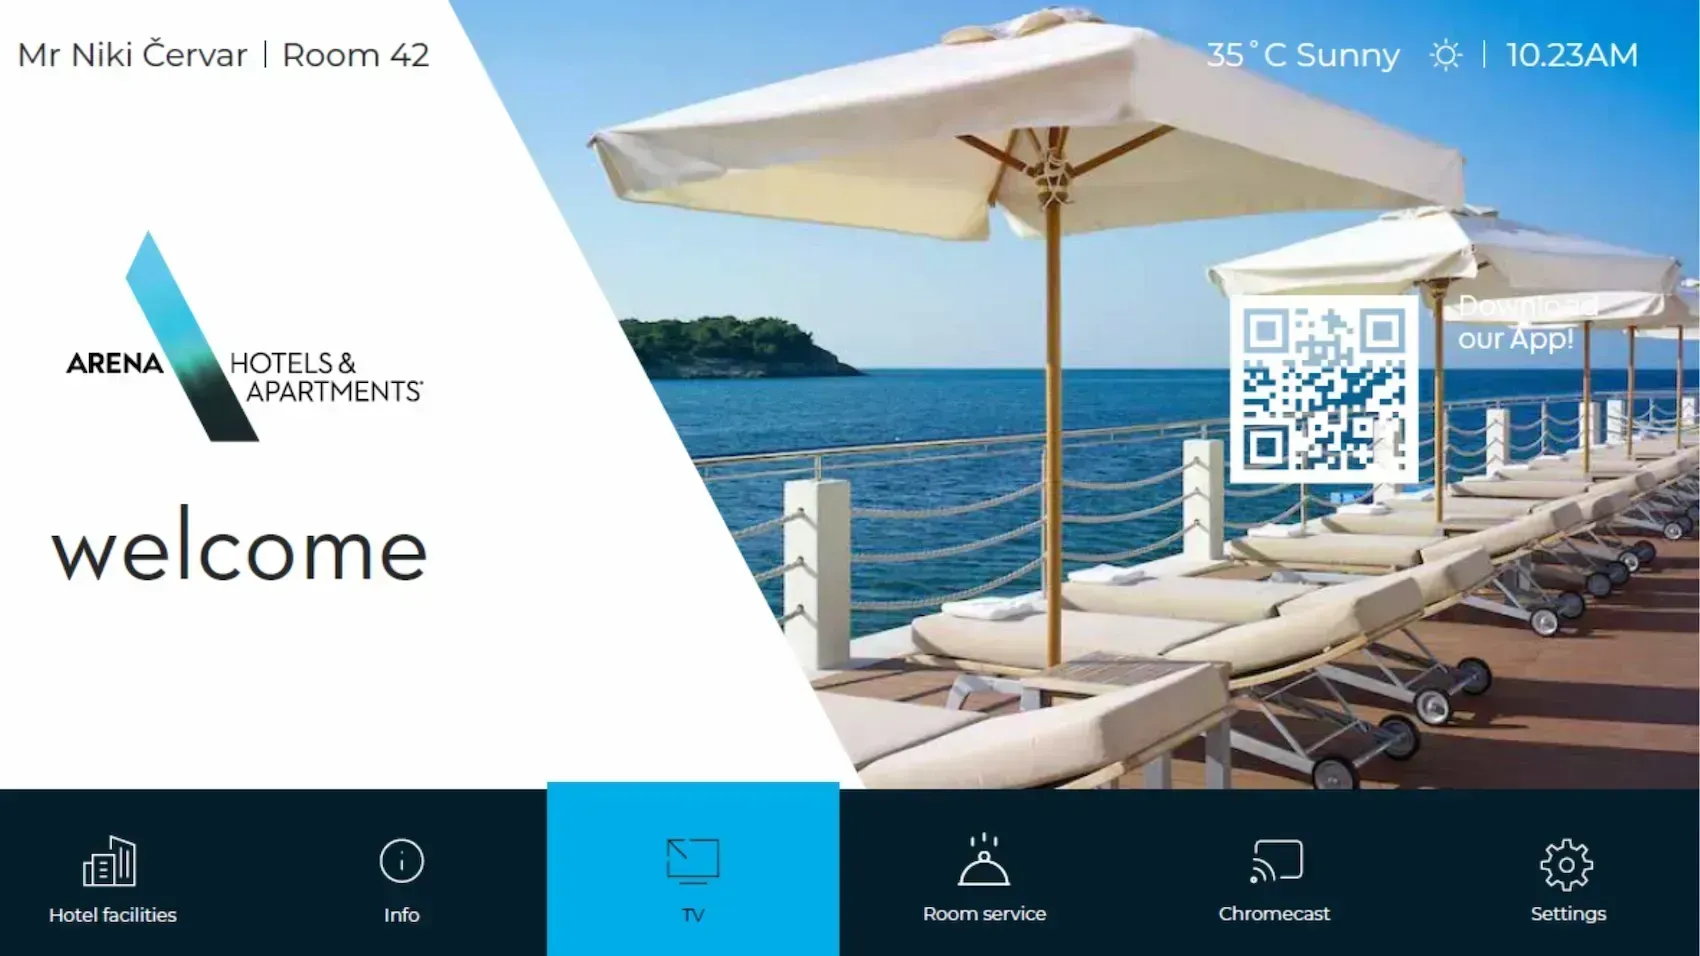 Mr Niki Červar | Room 42
35°C Sunny | 10.23AM
ARENA HOTELS &
APARTMENTS
welcome
Download
our App!
Hotel facilities
Info
TV
Room service
Chromecast
Settings